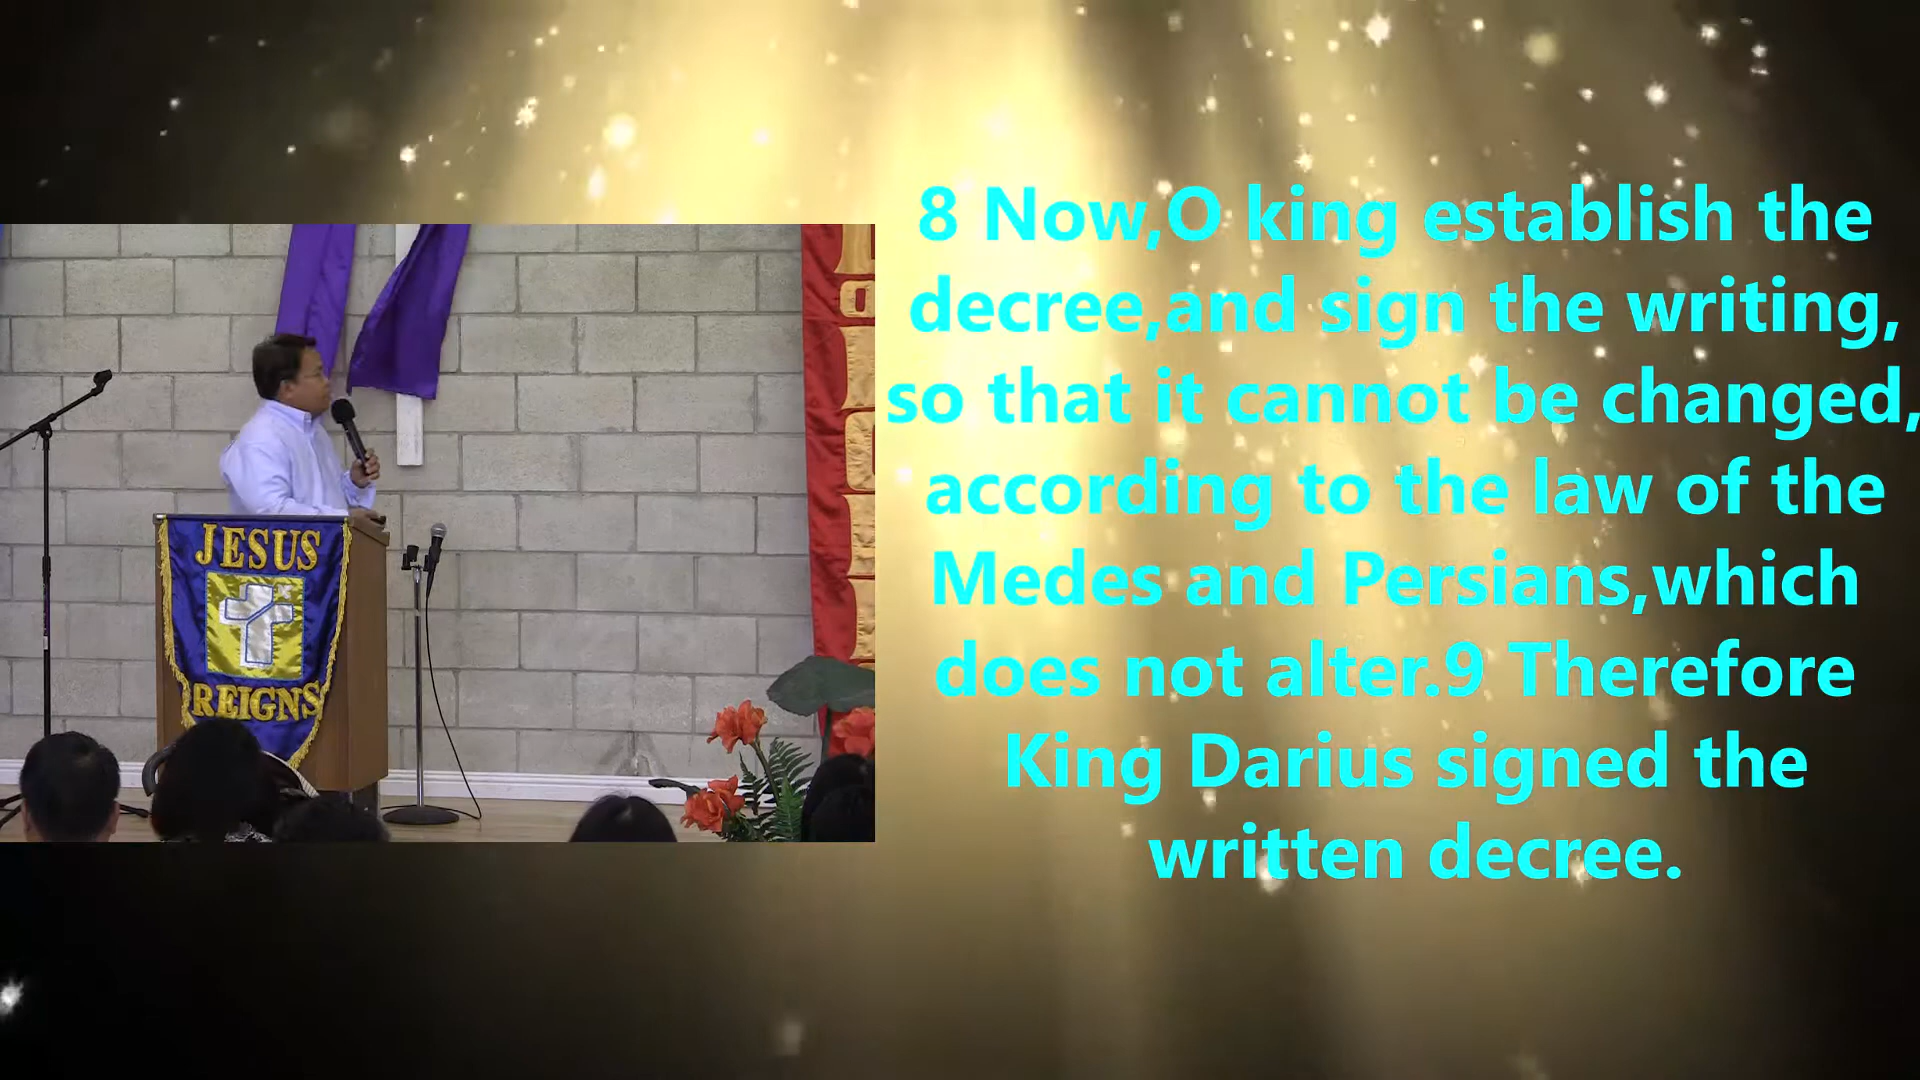 JESUS
REIGNS
8 Now,O king establish the
decree,and sign the writing,
so that it cannot be changed,
according to the law of the
Medes and Persians,which
does not alter.9 Therefore
King Darius signed the
written decree.